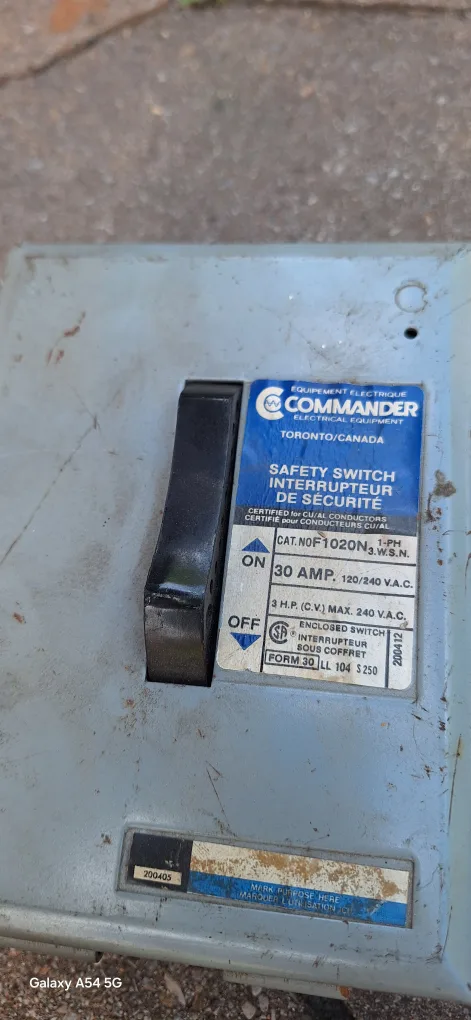 EQUIPEMENT ELECTRIQUE
COMMANDER
ELECTRICAL EQUIPMENT
TORONTO/CANADA
SAFETY SWITCH
INTERRUPTEUR
DE SÉCURITÉ
CERTIFIED for CU/AL CONDUCTORS
CERTIFIÉ pour CONDUCTEURS CU/AL
ON
OFF
CAT. NO F1020N 1-PH 3.W.S.N.
30 AMP. 120/240 V.A.C.
3 H.P. (C.V.) MAX. 240 V.A.C.
SA ® ENCLOSED SWITCH
INTERRUPTEUR
SOUS COFFRET
FORM 30 LL 104 S 250
200412
200405
MARK PURPOSE HERE
MARQUER L'UTILISATION ICI
Galaxy A54 5G